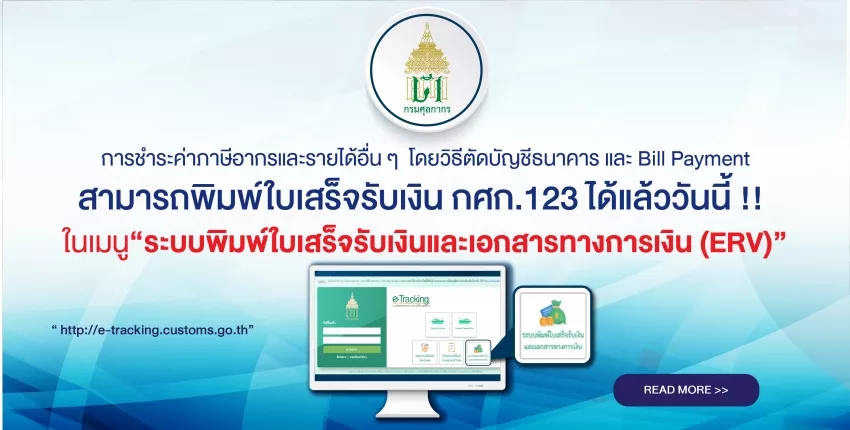 กรมศุลกากร
การชำระค่าภาษีอากรและรายได้อื่น ๆ โดยวิธีตัดบัญชีธนาคาร และ Bill Payment
สามารถพิมพ์ใบเสร็จรับเงิน กศก.123 ได้แล้ววันนี้ !!
ในเมนู“ระบบพิมพ์ใบเสร็จรับเงินและเอกสารทางการเงิน (ERV)”
e-Tracking
“ http://e-tracking.customs.go.th”
ระบบพิมพ์ใบเสร็จรับเงิน
และเอกสารทางการเงิน
READ MORE >>